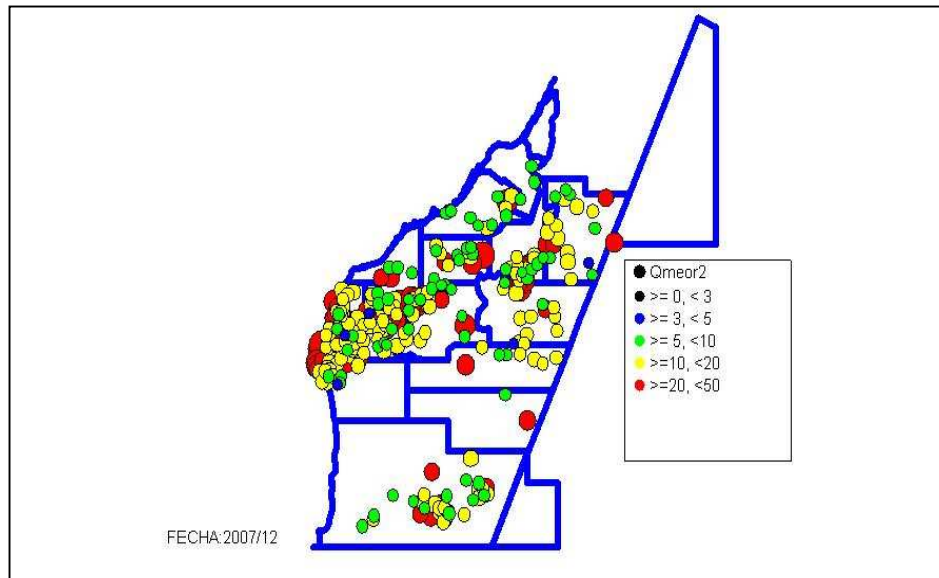 Qmeor2
>= 0, < 3
>= 3, < 5
>= 5, <10
>=10, <20
>=20, <50
FECHA:2007/12